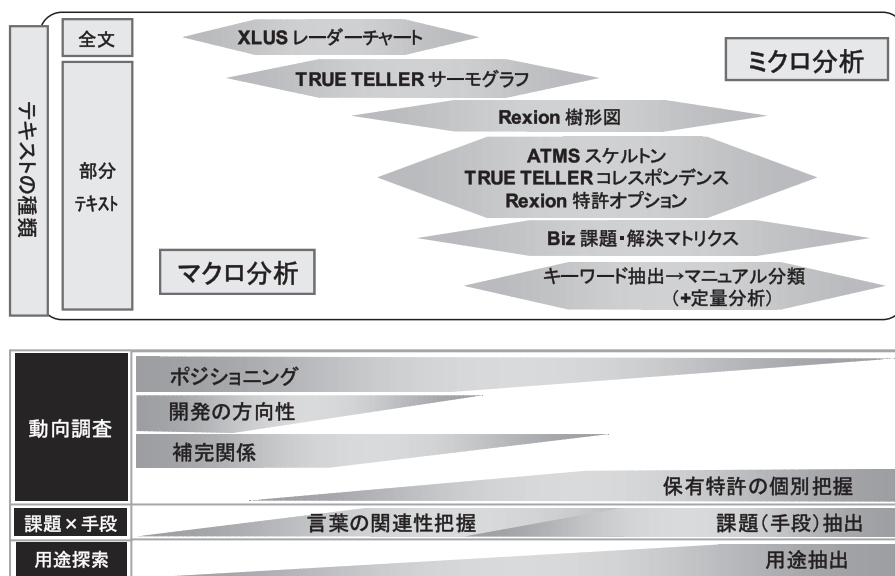 テキストの種類
全文
部分
テキスト
XLUS レーダーチャート
TRUE TELLER サーモグラフ
ミクロ分析
Rexion 樹形図
ATMS スケルトン
TRUE TELLER コレスポンデンス
Rexion 特許オプション
Biz 課題・解決マトリクス
マクロ分析
キーワード抽出→マニュアル分類
(+定量分析)
動向調査
ポジショニング
開発の方向性
補完関係
保有特許の個別把握
課題×手段
言葉の関連性把握
課題(手段)抽出
用途探索
用途抽出